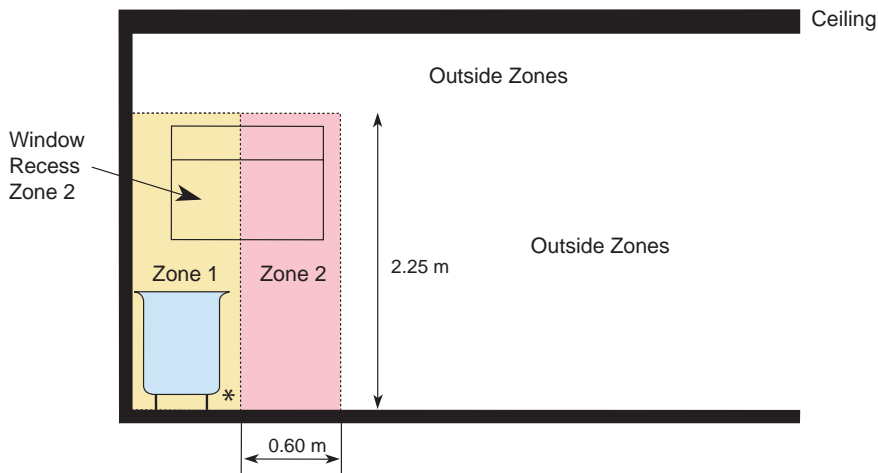 Ceiling
Outside Zones
Window
Recess
Zone 2
Outside Zones
2.25 m
Zone 1
Zone 2
*
0.60 m